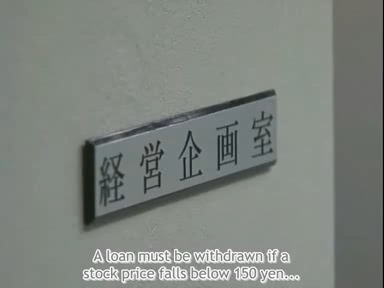 経営企画室
A loan must be withdrawn if a
stock price falls below 150 yen...